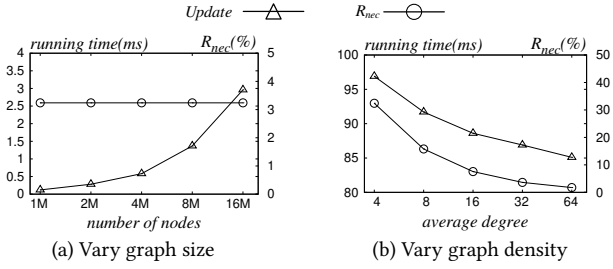 Update R_nec
running time(ms) R_nec(%)
4 5
3.5
3 4
2.5 3
2
1.5 2
1 1
0.5
0 0
1M 2M 4M 8M 16M
number of nodes
(a) Vary graph size
running time(ms) R_nec(%)
100 50
95 40
90 30
20
85 10
80 0
4 8 16 32 64
average degree
(b) Vary graph density